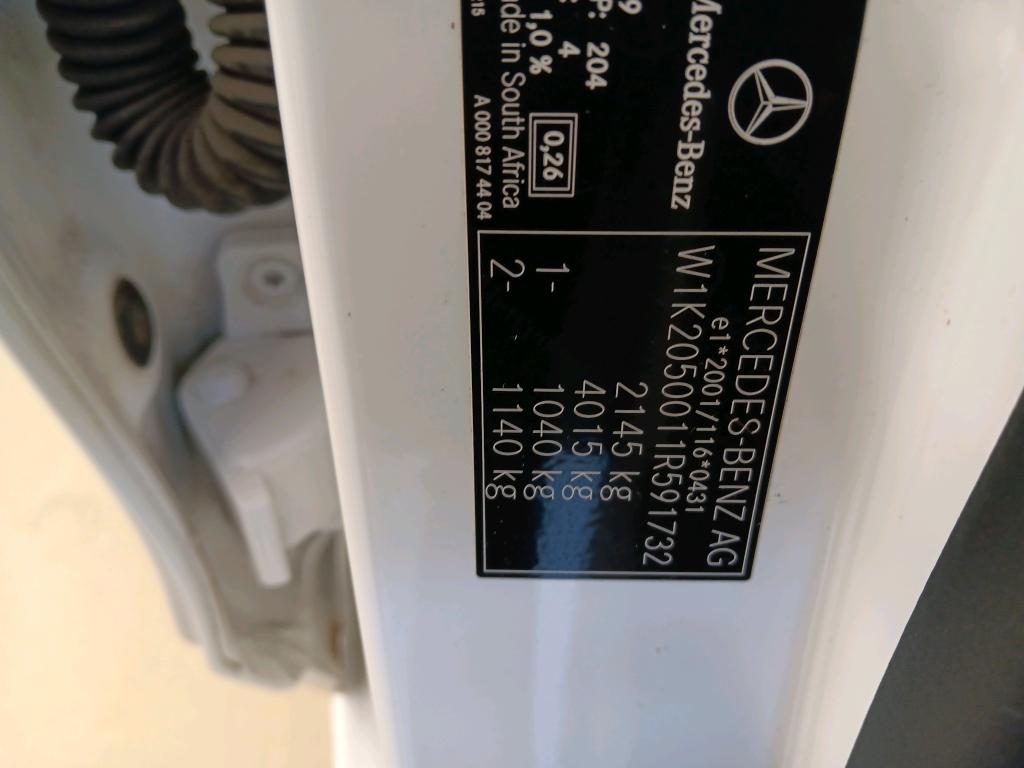 Mercedes-Benz
P: 204
4
1,0 %
0,26
Made in South Africa
A 000 817 44 04
MERCEDES-BENZ AG
e1*2001/116*0431
W1K2050011R591732
2145 kg
4015 kg
1- 1040 kg
2- 1140 kg